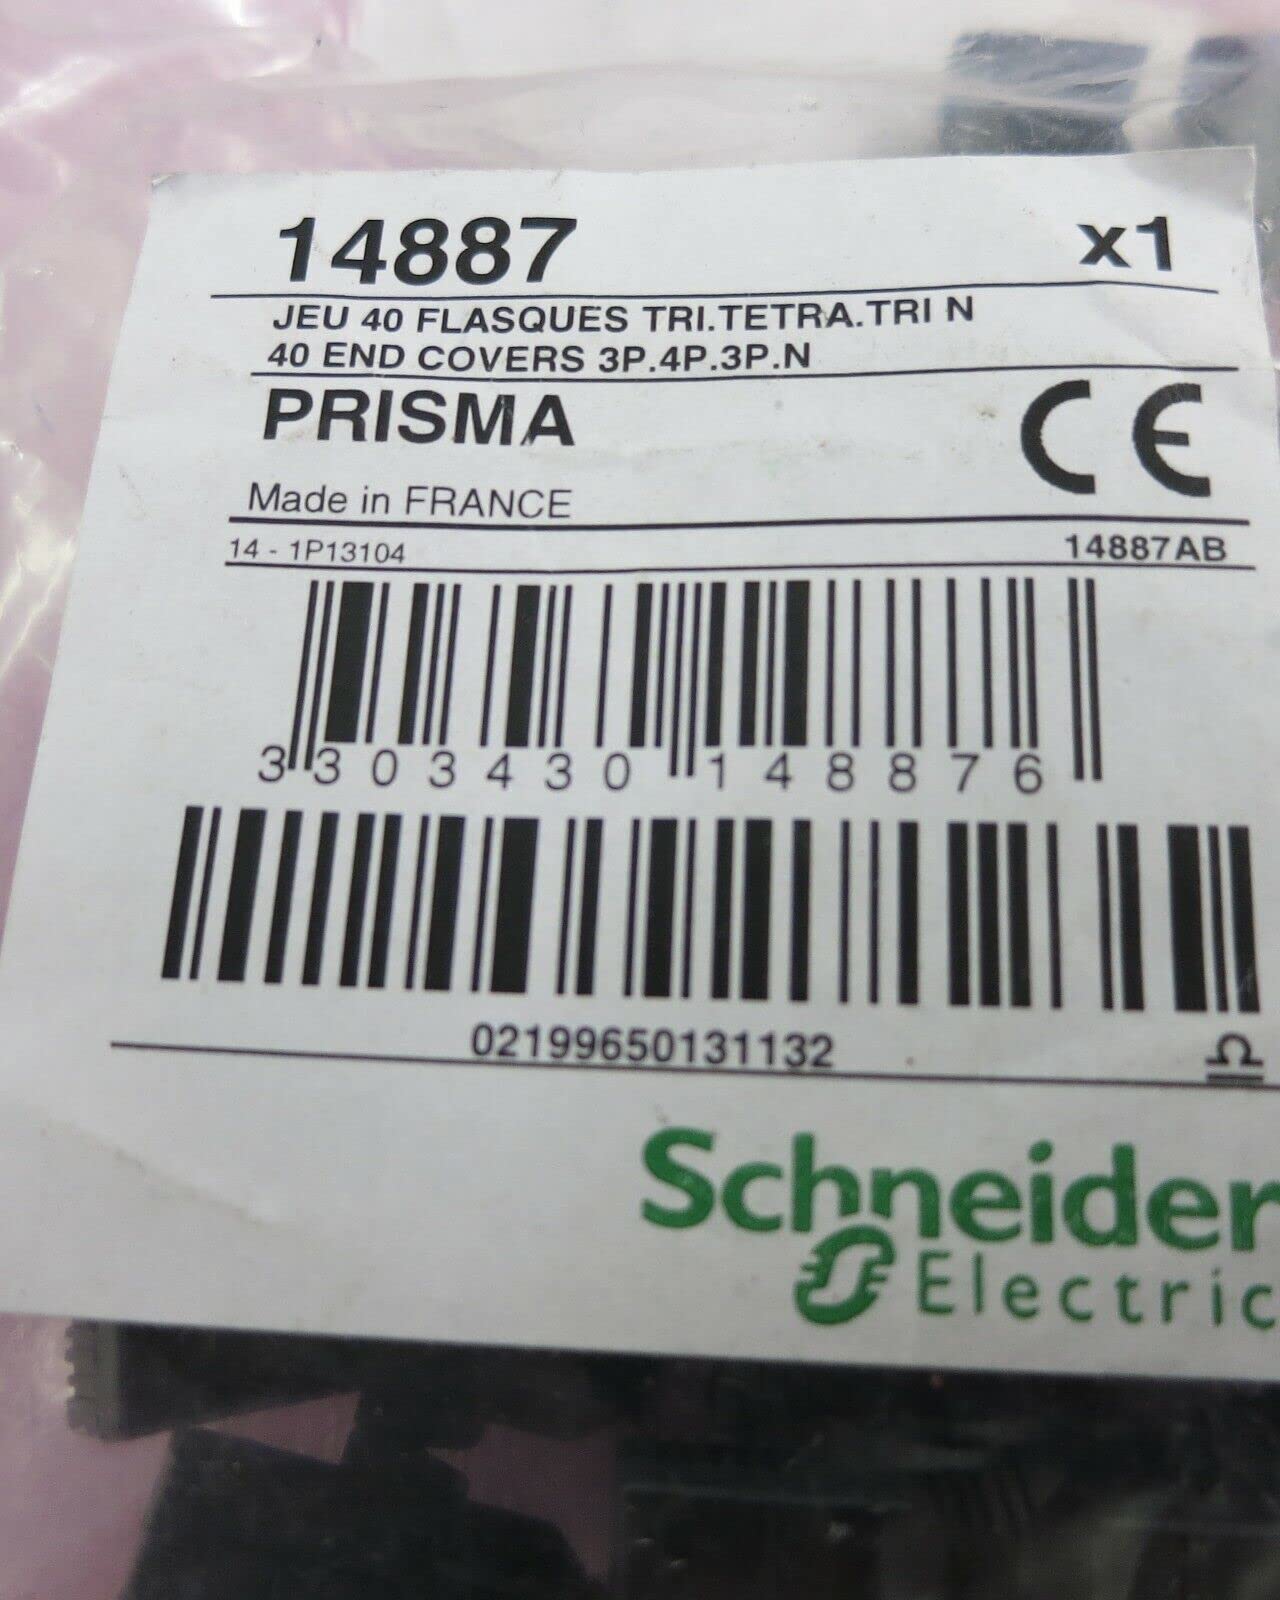 14887 x1
JEU 40 FLASQUES TRI.TETRA.TRI N
40 END COVERS 3P.4P.3P.N
PRISMA CE
Made in FRANCE
14 - 1P13104 14887AB
3 303430 148876
02199650131132
Schneider
Electric